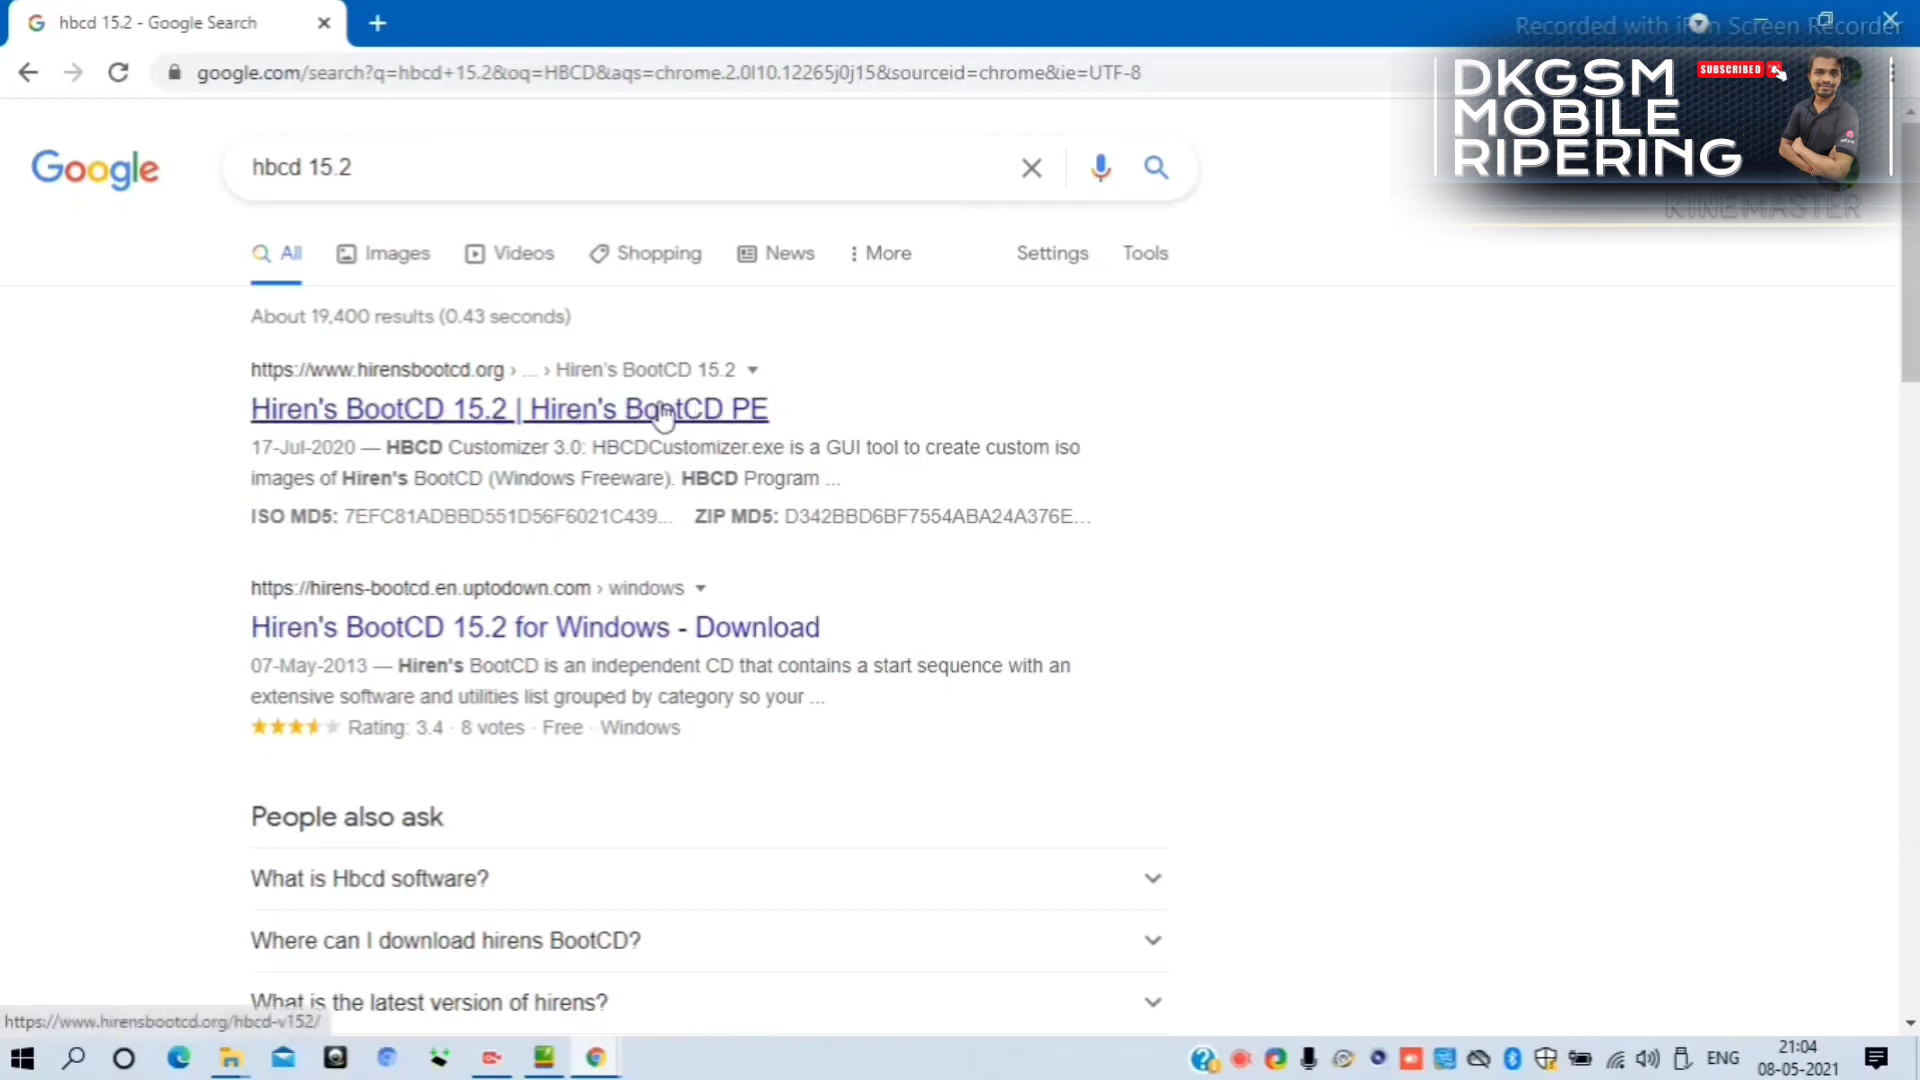 hbcd 15.2 - Google Search
Recorded with iFun Screen Recorder
google.com/search?q=hbcd+15.2&oq=HBCD&aqs=chrome.2.0l10.12265j0j15&sourceid=chrome&ie=UTF-8
SUBSCRIBED
DKGSM
MOBILE
RIPERING
KINEMASTER
Google
hbcd 15.2
All Images Videos Shopping News More Settings Tools
About 19,400 results (0.43 seconds)
https://www.hirensbootcd.org › ... › Hiren's BootCD 15.2
Hiren's BootCD 15.2 | Hiren's BootCD PE
17-Jul-2020 — HBCD Customizer 3.0: HBCDCustomizer.exe is a GUI tool to create custom iso
images of Hiren's BootCD (Windows Freeware). HBCD Program ...
ISO MD5: 7EFC81ADBBD551D56F6021C439... ZIP MD5: D342BBD6BF7554ABA24A376E...
https://hirens-bootcd.en.uptodown.com › windows
Hiren's BootCD 15.2 for Windows - Download
07-May-2013 — Hiren's BootCD is an independent CD that contains a start sequence with an
extensive software and utilities list grouped by category so your ...
Rating: 3.4 · 8 votes · Free · Windows
People also ask
What is Hbcd software?
Where can I download hirens BootCD?
What is the latest version of hirens?
https://www.hirensbootcd.org/hbcd-v152/
ENG
21:04
08-05-2021